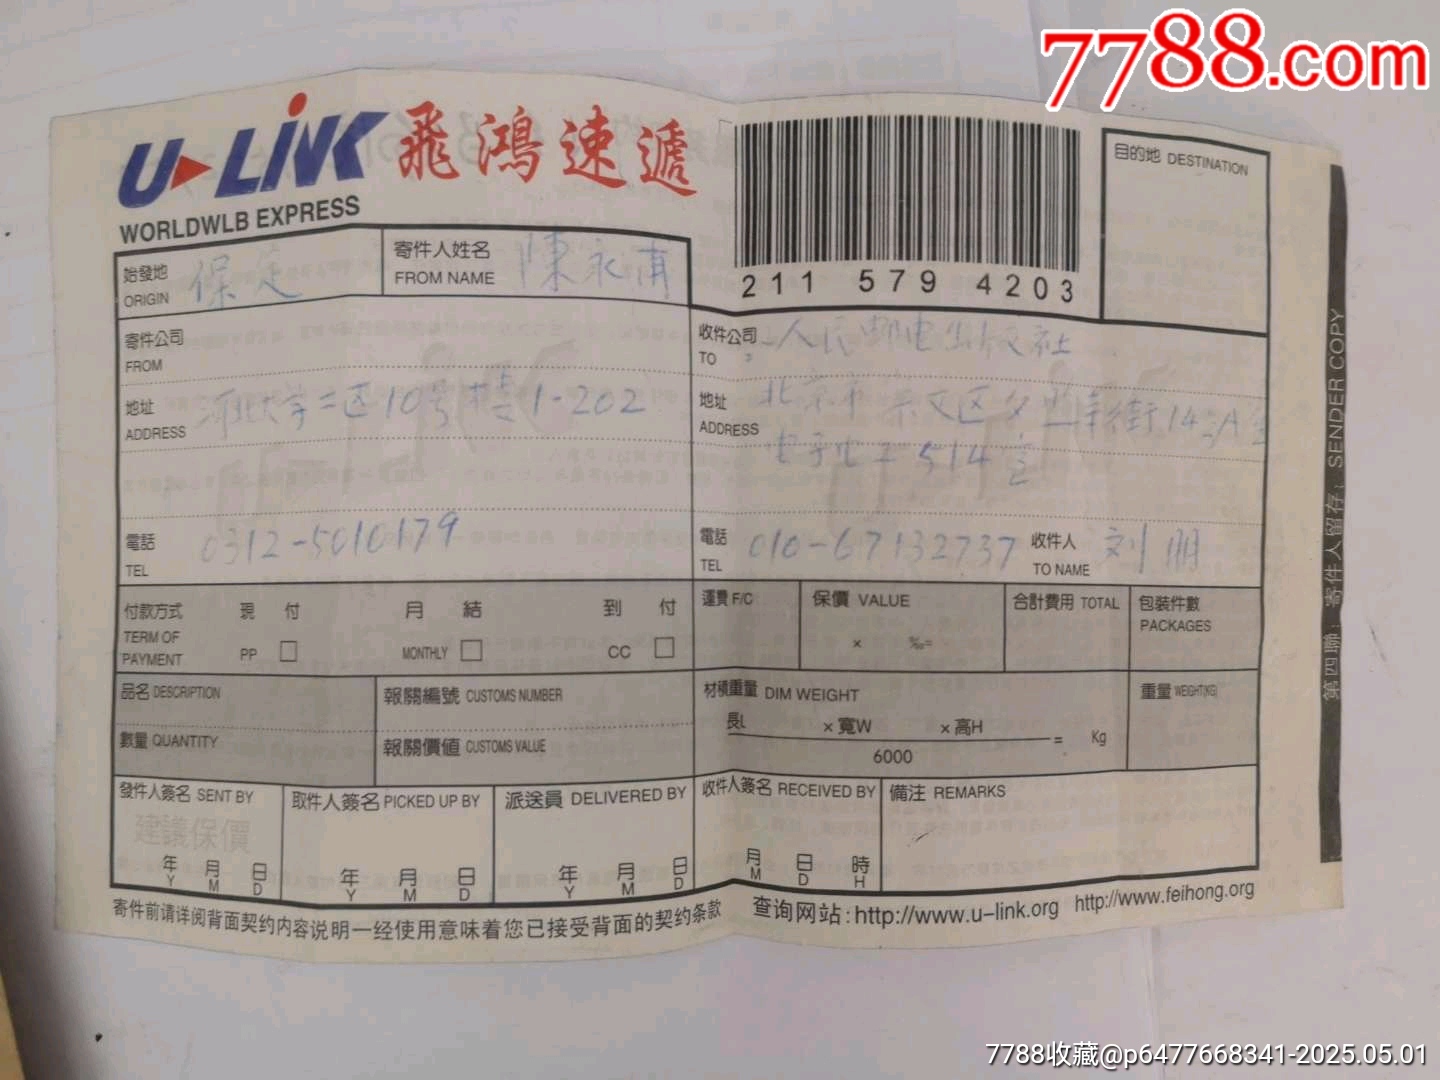 7788.com
U-LINK 飛鴻速遞
WORLDWLB EXPRESS
211 579 4203
目的地 DESTINATION
始發地 保定
ORIGIN
寄件人姓名 陳永甫
FROM NAME
寄件公司
FROM
收件公司 人民邮电出版社
TO
地址 河北大学二区10号楼1-202
ADDRESS
地址 北京市崇文区夕照寺街14号A座
ADDRESS
电子电工514室
電話 0312-5010179
TEL
電話 010-67132737
TEL
收件人 刘朋
TO NAME
付款方式 現付 月結 到付
TERM OF PAYMENT PP MONTHLY CC
運費 F/C
保價 VALUE
× ‰=
合計費用 TOTAL
包裝件數
PACKAGES
品名 DESCRIPTION
報關編號 CUSTOMS NUMBER
數量 QUANTITY
報關價值 CUSTOMS VALUE
材積重量 DIM WEIGHT
長L ×寬W ×高H
6000
= Kg
重量 WEIGHT(KG)
發件人簽名 SENT BY
建議保價
年 月 日
Y M D
取件人簽名 PICKED UP BY
年 月 日
Y M D
派送員 DELIVERED BY
年 月 日
Y M D
收件人簽名 RECEIVED BY
月 日 時
M D H
備注 REMARKS
寄件前请详阅背面契约内容说明一经使用意味着您已接受背面的契约条款
查询网站:http://www.u-link.org http://www.feihong.org
第四聯:寄件人留存:SENDER COPY
7788收藏@p6477668341-2025.05.01